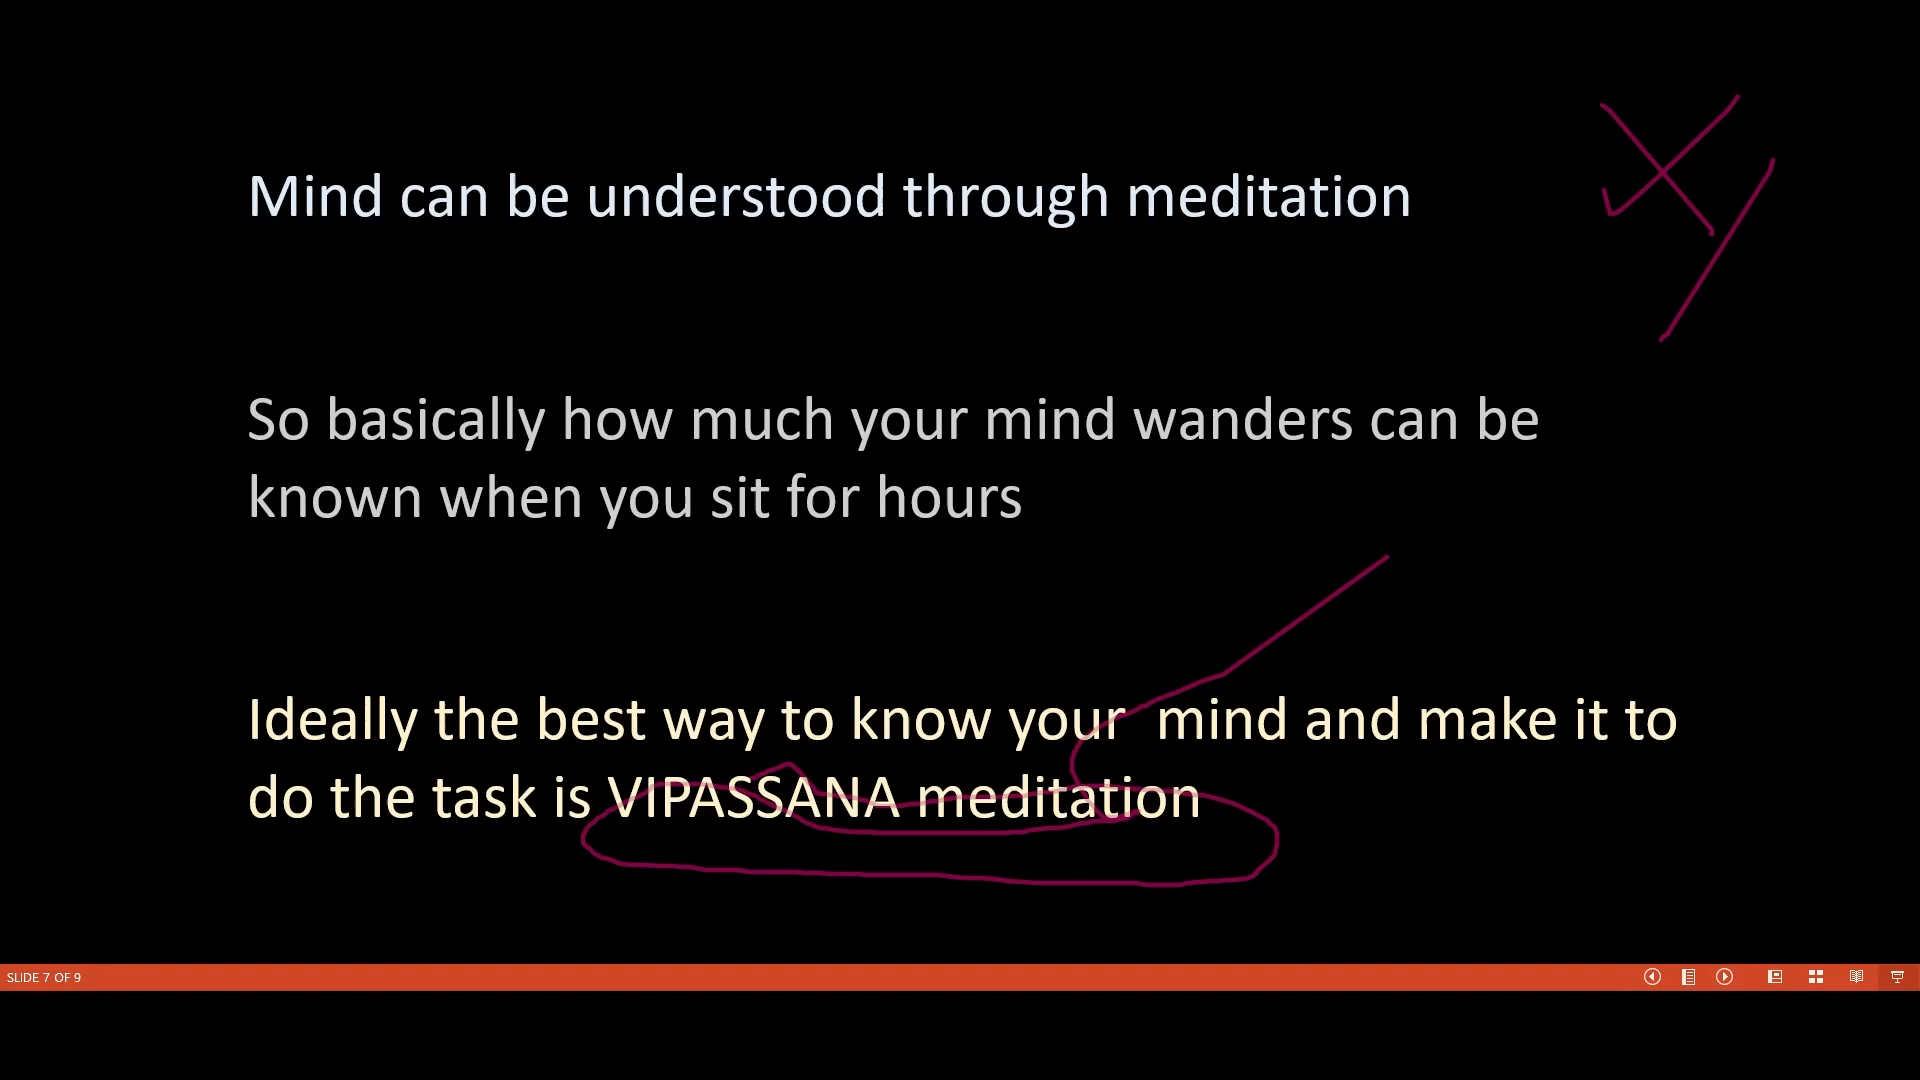 Mind can be understood through meditation
So basically how much your mind wanders can be
known when you sit for hours
Ideally the best way to know your  mind and make it to
do the task is VIPASSANA meditation
SLIDE 7 OF 9